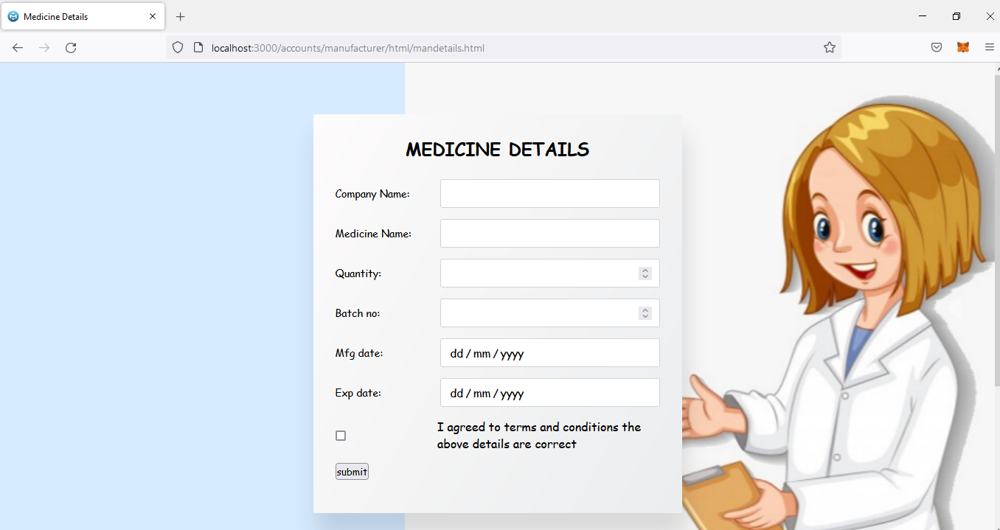 Medicine Details
localhost:3000/accounts/manufacturer/html/mandetails.html
MEDICINE DETAILS
Company Name:
Medicine Name:
Quantity:
Batch no:
Mfg date:
dd / mm / yyyy
Exp date:
dd / mm / yyyy
I agreed to terms and conditions the
above details are correct
submit